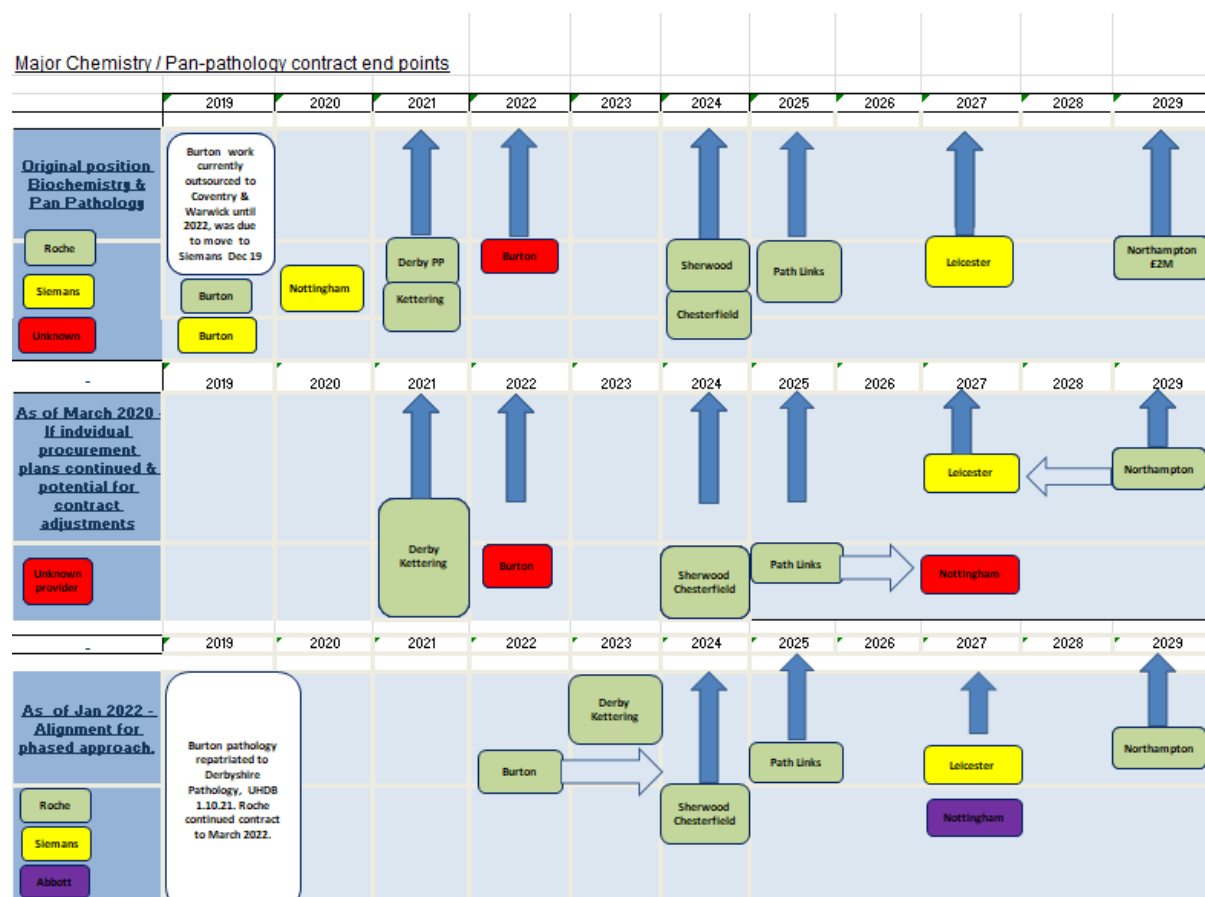 Major Chemistry / Pan-pathology contract end points
2019 2020 2021 2022 2023 2024 2025 2026 2027 2028 2029
Original position
Biochemistry &
Pan Pathology
Roche
Siemans
Unknown
Burton work
currently
outsourced to
Coventry &
Warwick until
2022, was due
to move to
Siemans Dec 19
Burton
Burton
Nottingham
Derby PP
Kettering
Burton
Sherwood
Chesterfield
Path Links
Leicester
Northampton
£2M
- 2019 2020 2021 2022 2023 2024 2025 2026 2027 2028 2029
As of March 2020 -
If indvidual
procurement
plans continued &
potential for
contract
adjustments
Unknown
provider
Derby
Kettering
Burton
Sherwood
Chesterfield
Path Links
Leicester
Nottingham
Northampton
- 2019 2020 2021 2022 2023 2024 2025 2026 2027 2028 2029
As of Jan 2022 -
Alignment for
phased approach.
Roche
Siemans
Abbott
Burton pathology
repatriated to
Derbyshire
Pathology, UHDB
1.10.21. Roche
continued contract
to March 2022.
Burton
Derby
Kettering
Sherwood
Chesterfield
Path Links
Leicester
Nottingham
Northampton